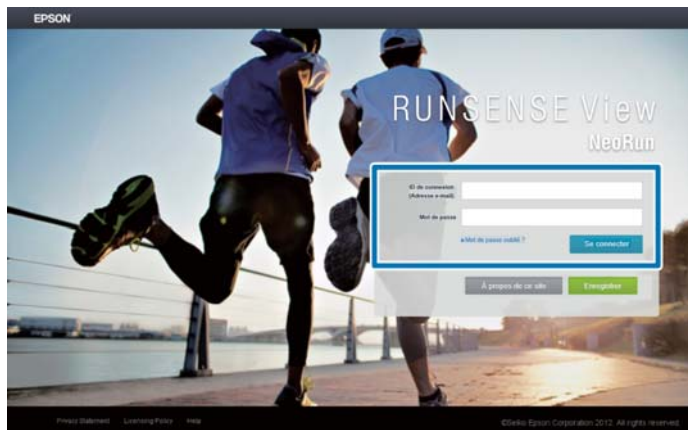 EPSON
RUNSENSE View
NeoRun
ID de connexion
(Adresse e-mail)
Mot de passe
Mot de passe oublié ?
Se connecter
À propos de ce site
Enregistrer
Privacy Statement Licensing Policy Help
©Seiko Epson Corporation 2012. All rights reserved.